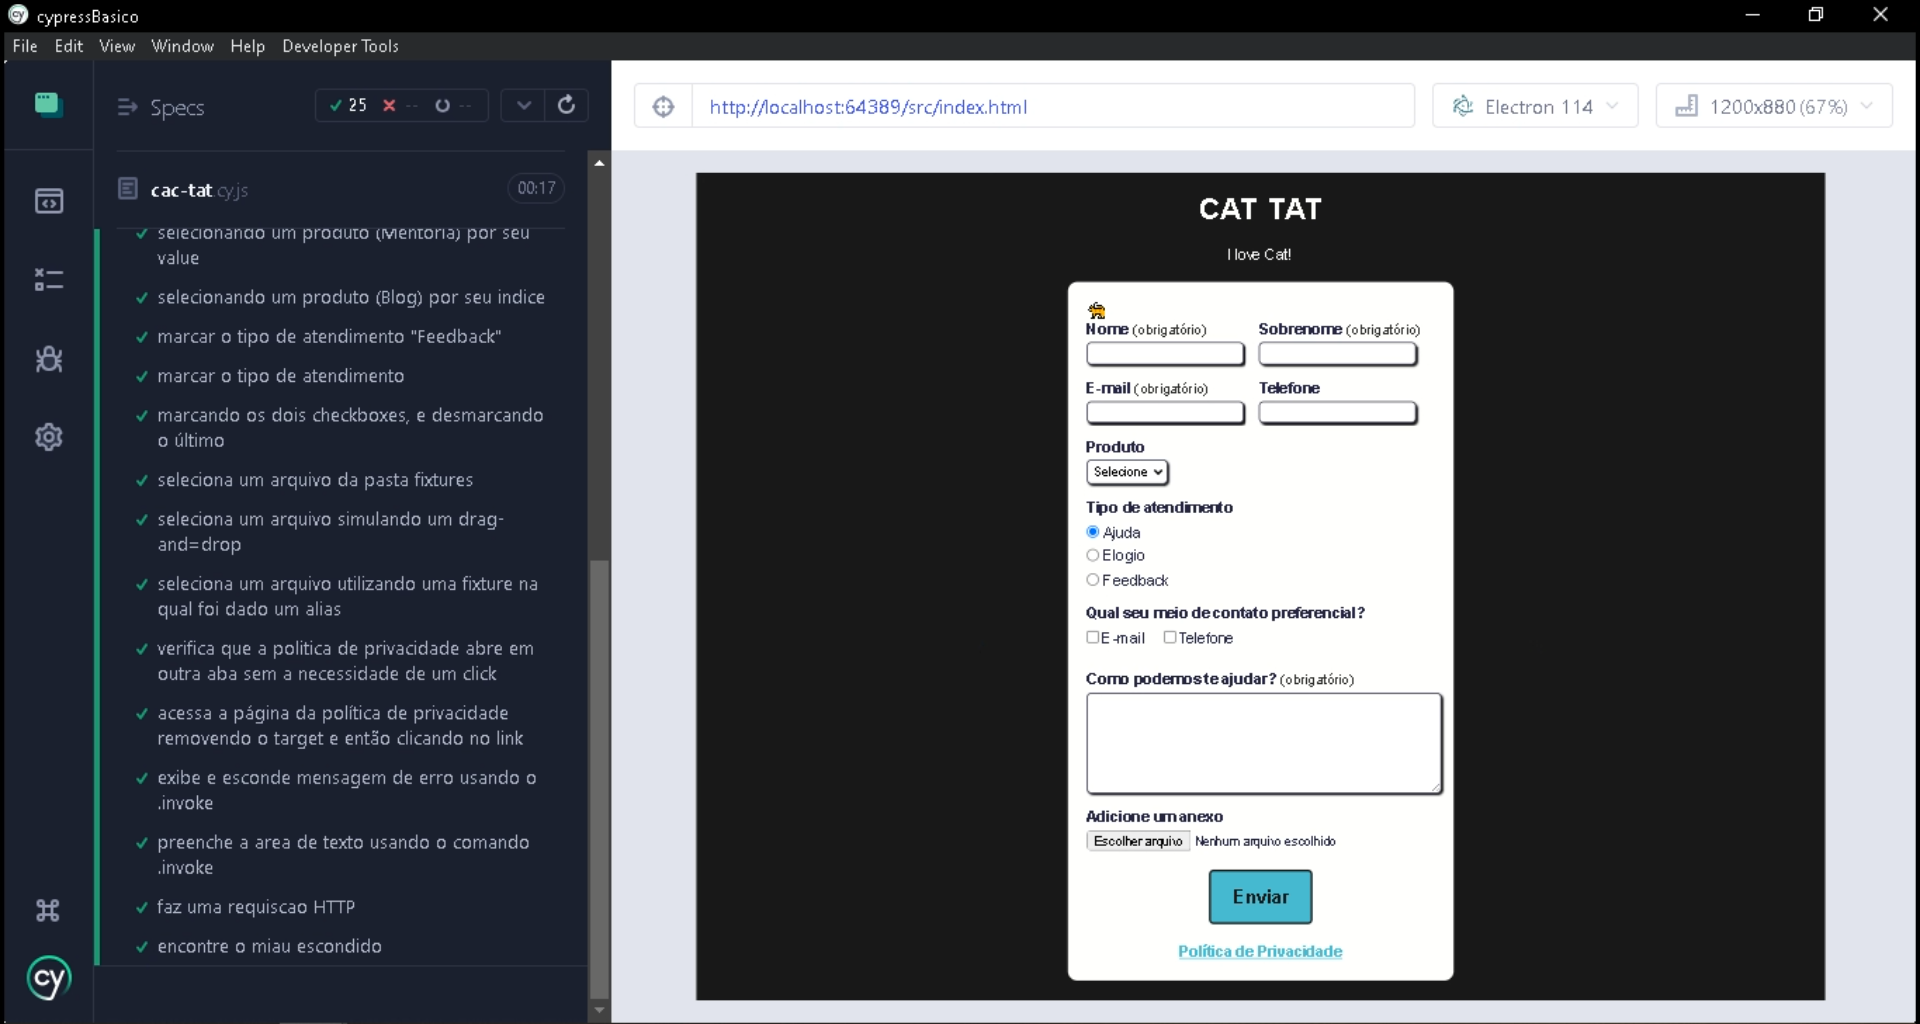 cypressBasico
File Edit View Window Help Developer Tools
Specs
25 -- --
http://localhost:64389/src/index.html
Electron 114
1200x880 (67%)
cac-tat.cy.js
00:17
selecionando um produto (Mentoria) por seu
value
selecionando um produto (Blog) por seu indice
marcar o tipo de atendimento "Feedback"
marcar o tipo de atendimento
marcando os dois checkboxes, e desmarcando
o último
seleciona um arquivo da pasta fixtures
seleciona um arquivo simulando um drag-
and=drop
seleciona um arquivo utilizando uma fixture na
qual foi dado um alias
verifica que a politica de privacidade abre em
outra aba sem a necessidade de um click
acessa a página da política de privacidade
removendo o target e então clicando no link
exibe e esconde mensagem de erro usando o
.invoke
preenche a area de texto usando o comando
.invoke
faz uma requiscao HTTP
encontre o miau escondido
cy
CAT TAT
I love Cat!
Nome (obrigatório) Sobrenome (obrigatório)
E-mail (obrigatório) Telefone
Produto
Selecione
Tipo de atendimento
Ajuda
Elogio
Feedback
Qual seu meio de contato preferencial?
E-mail Telefone
Como podemos te ajudar? (obrigatório)
Adicione um anexo
Escolher arquivo Nenhum arquivo escolhido
Enviar
Política de Privacidade